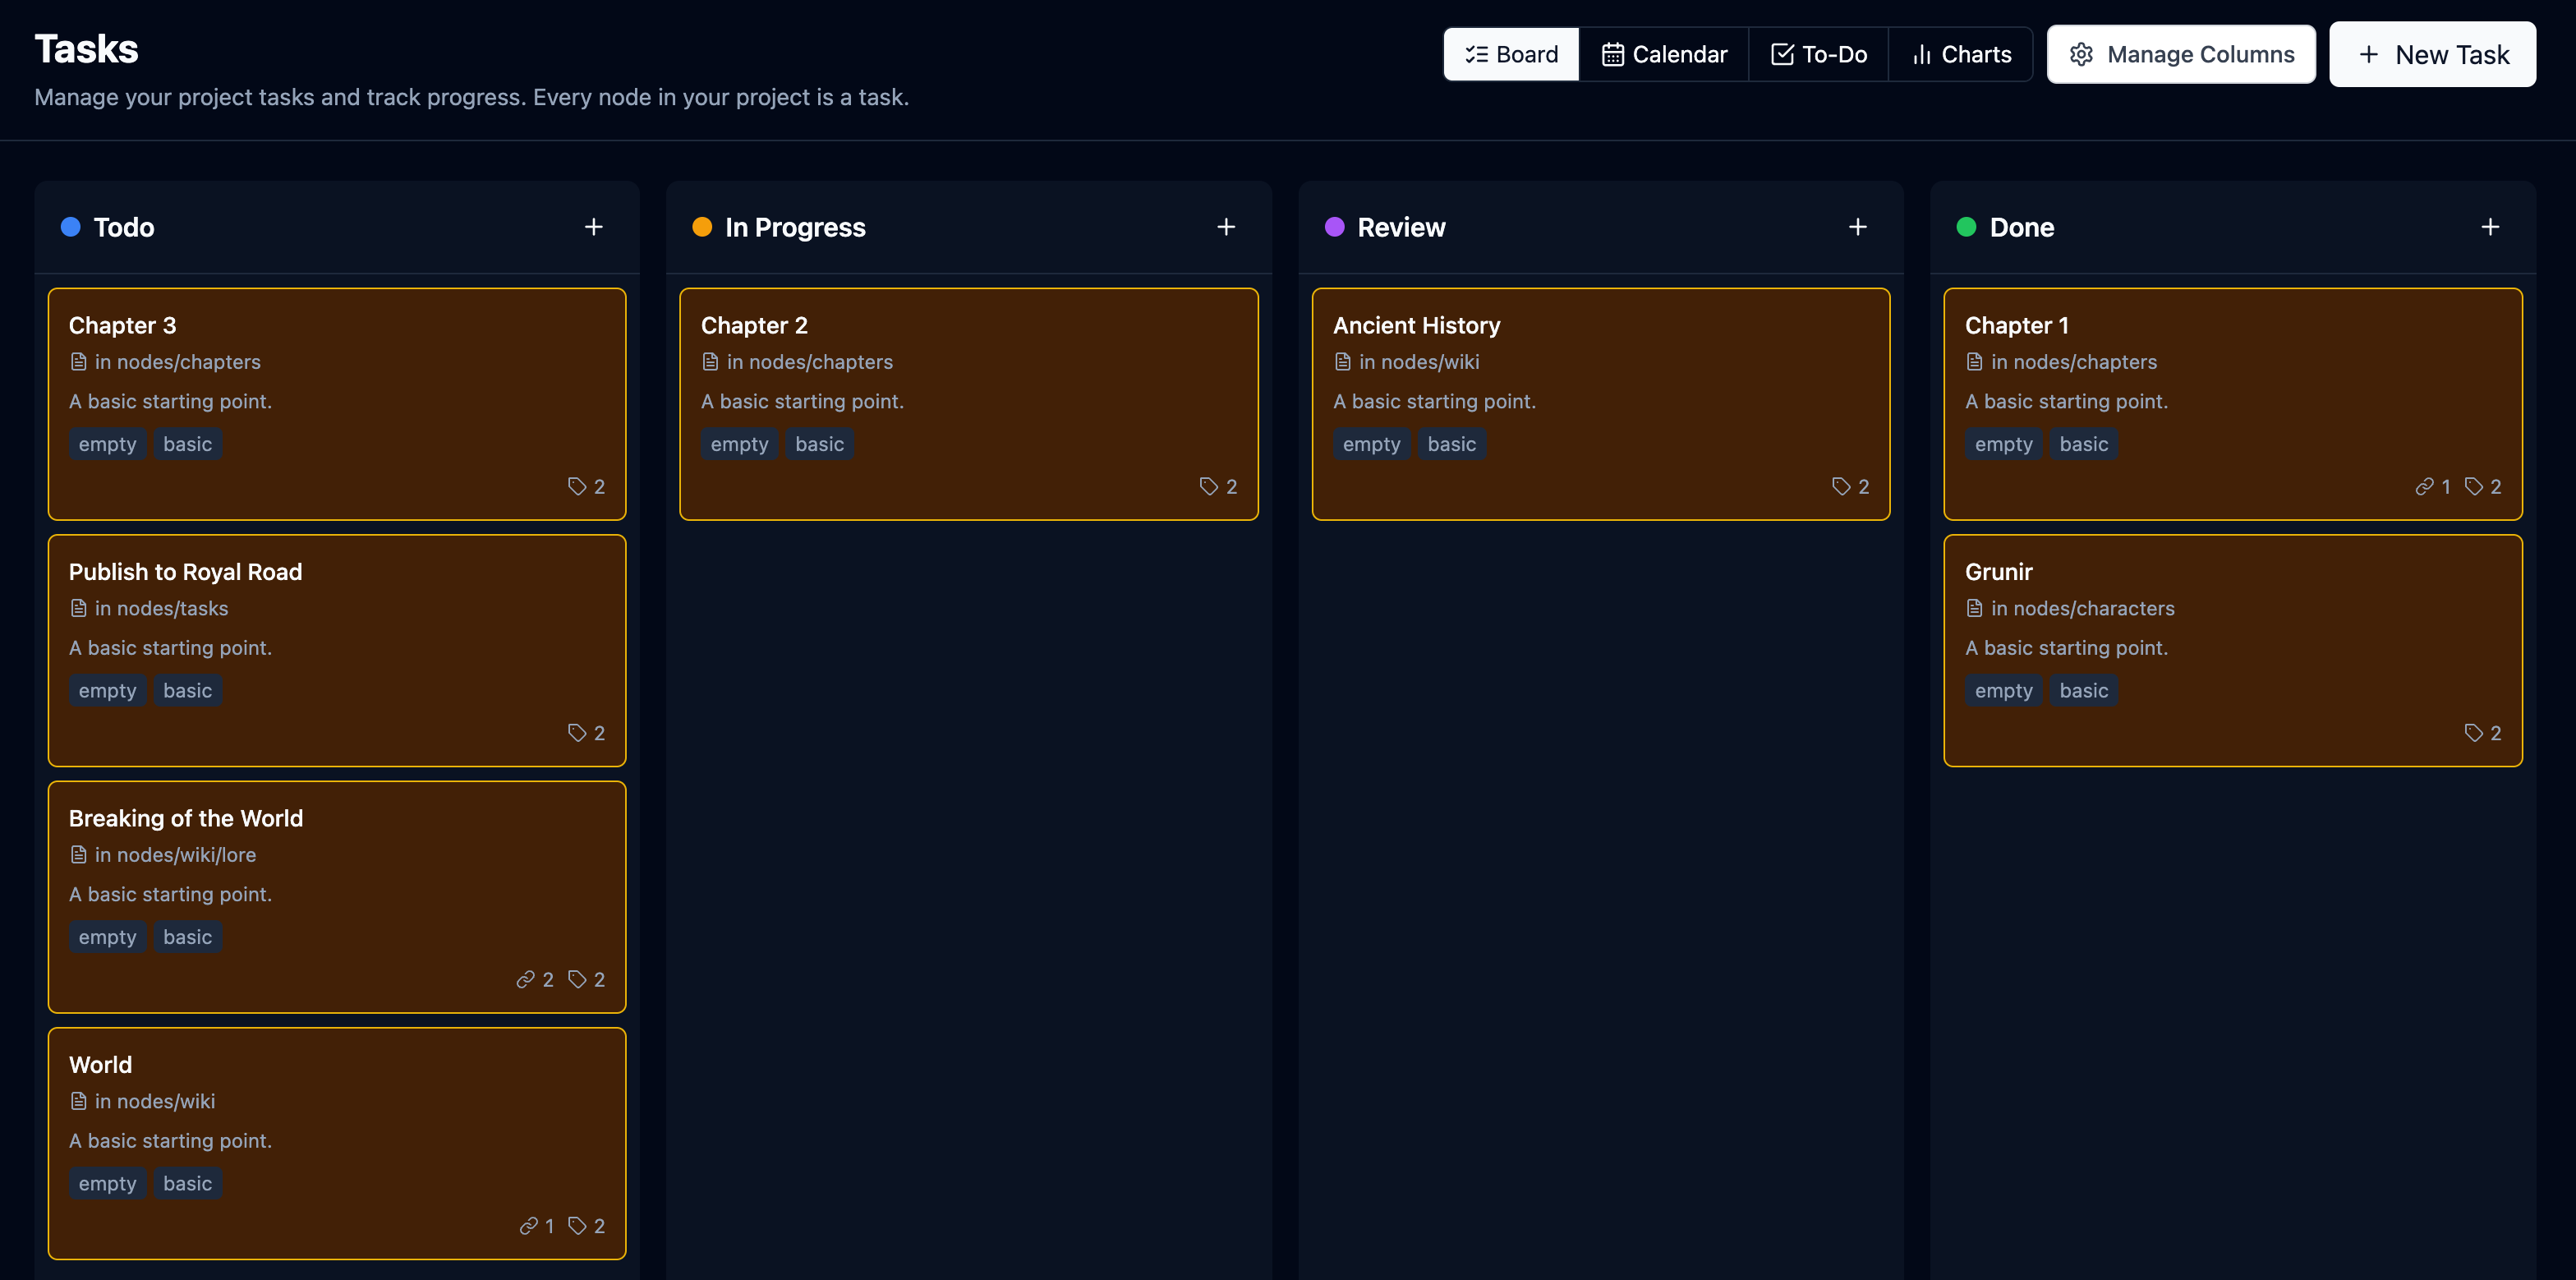 Tasks
Manage your project tasks and track progress. Every node in your project is a task.
Board
Calendar
To-Do
Charts
Manage Columns
+ New Task
Todo +
Chapter 3
in nodes/chapters
A basic starting point.
empty basic
2
Publish to Royal Road
in nodes/tasks
A basic starting point.
empty basic
2
Breaking of the World
in nodes/wiki/lore
A basic starting point.
empty basic
2 2
World
in nodes/wiki
A basic starting point.
empty basic
1 2
In Progress +
Chapter 2
in nodes/chapters
A basic starting point.
empty basic
2
Review +
Ancient History
in nodes/wiki
A basic starting point.
empty basic
2
Done +
Chapter 1
in nodes/chapters
A basic starting point.
empty basic
1 2
Grunir
in nodes/characters
A basic starting point.
empty basic
2